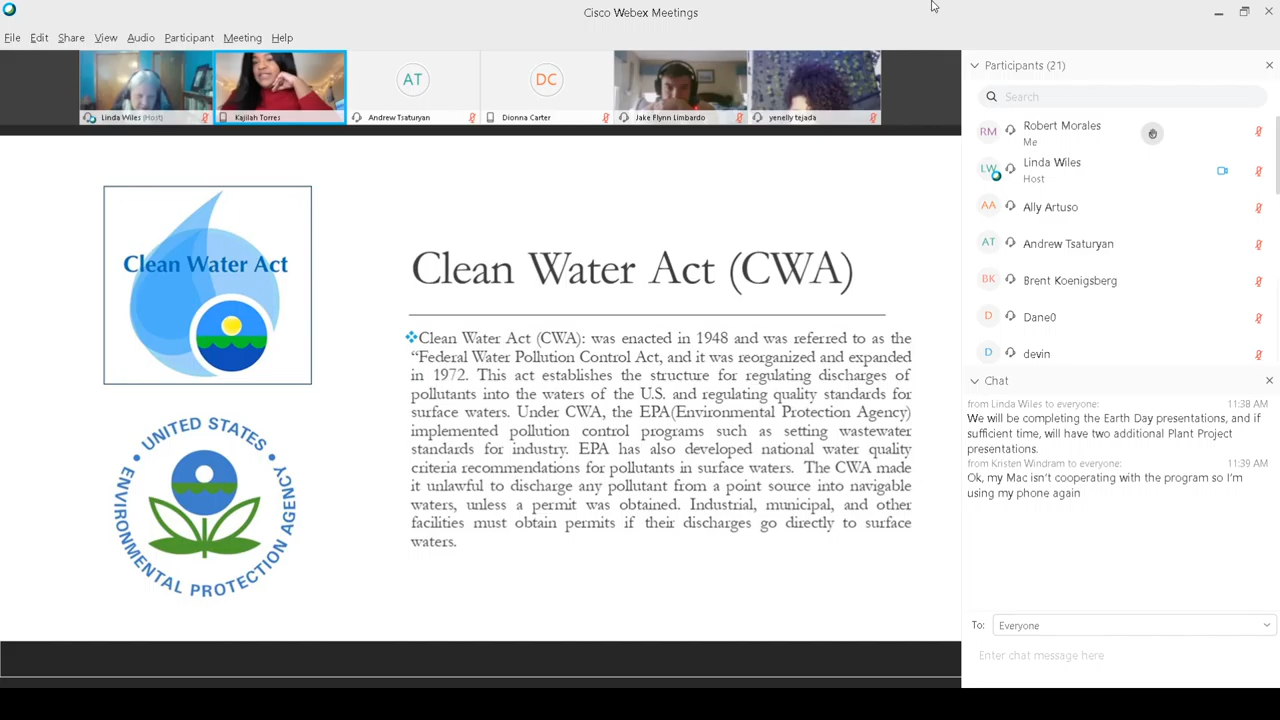 Cisco Webex Meetings
File Edit Share View Audio Participant Meeting Help
Linda Wiles (Host)
Kajilah Torres
AT
Andrew Tsaturyan
DC
Dionna Carter
Jake Flynn Limbardo
yenelly tejada
Clean Water Act
UNITED STATES
ENVIRONMENTAL PROTECTION AGENCY
Clean Water Act (CWA)
❖Clean Water Act (CWA): was enacted in 1948 and was referred to as the
“Federal Water Pollution Control Act, and it was reorganized and expanded
in 1972. This act establishes the structure for regulating discharges of
pollutants into the waters of the U.S. and regulating quality standards for
surface waters. Under CWA, the EPA(Environmental Protection Agency)
implemented pollution control programs such as setting wastewater
standards for industry. EPA has also developed national water quality
criteria recommendations for pollutants in surface waters. The CWA made
it unlawful to discharge any pollutant from a point source into navigable
waters, unless a permit was obtained. Industrial, municipal, and other
facilities must obtain permits if their discharges go directly to surface
waters.
Participants (21)
Search
RM Robert Morales
Me
LW Linda Wiles
Host
AA Ally Artuso
AT Andrew Tsaturyan
BK Brent Koenigsberg
D Dane0
D devin
Chat
from Linda Wiles to everyone: 11:38 AM
We will be completing the Earth Day presentations, and if
sufficient time, will have two additional Plant Project
presentations.
from Kristen Windram to everyone: 11:39 AM
Ok, my Mac isn’t cooperating with the program so I’m
using my phone again
To: Everyone
Enter chat message here